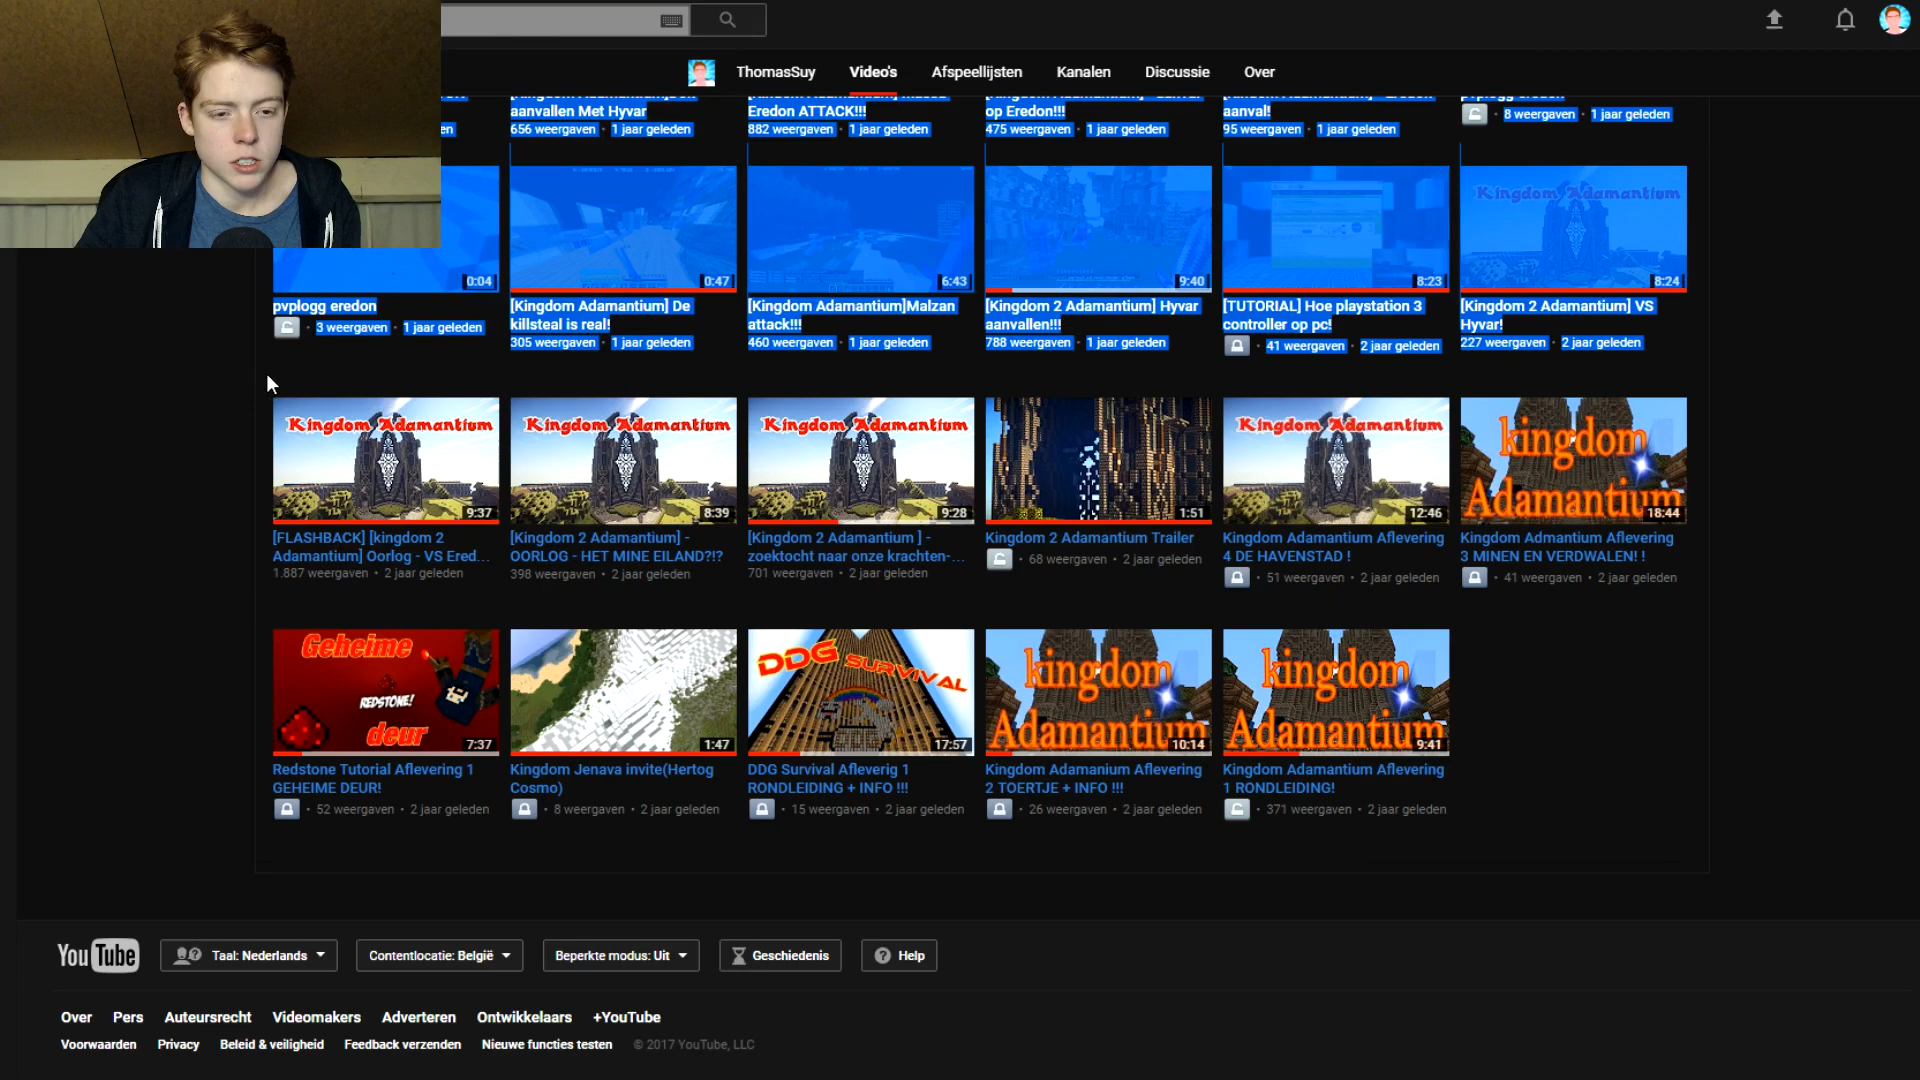 ThomasSuy Video's Afspeellijsten Kanalen Discussie Over
aanvallen Met Hyvar
656 weergaven · 1 jaar geleden
Eredon ATTACK!!!
882 weergaven · 1 jaar geleden
op Eredon!!!
475 weergaven · 1 jaar geleden
aanval!
95 weergaven · 1 jaar geleden
8 weergaven · 1 jaar geleden
0:04
pvplogg eredon
3 weergaven · 1 jaar geleden
0:47
[Kingdom Adamantium] De
killsteal is real!
305 weergaven · 1 jaar geleden
6:43
[Kingdom Adamantium]Malzan
attack!!!
460 weergaven · 1 jaar geleden
9:40
[Kingdom 2 Adamantium] Hyvar
aanvallen!!!
788 weergaven · 1 jaar geleden
8:23
[TUTORIAL] Hoe playstation 3
controller op pc!
41 weergaven · 2 jaar geleden
Kingdom Adamantium
8:24
[Kingdom 2 Adamantium] VS
Hyvar!
227 weergaven · 2 jaar geleden
Kingdom Adamantium
9:37
[FLASHBACK] [kingdom 2
Adamantium] Oorlog - VS Ered...
1.887 weergaven • 2 jaar geleden
Kingdom Adamantium
8:39
[Kingdom 2 Adamantium] -
OORLOG - HET MINE EILAND?!?
398 weergaven • 2 jaar geleden
Kingdom Adamantium
9:28
[Kingdom 2 Adamantium ] -
zoektocht naar onze krachten-...
701 weergaven • 2 jaar geleden
1:51
Kingdom 2 Adamantium Trailer
• 68 weergaven • 2 jaar geleden
Kingdom Adamantium
12:46
Kingdom Adamantium Aflevering
4 DE HAVENSTAD !
• 51 weergaven • 2 jaar geleden
kingdom
Adamantium
18:44
Kingdom Admantium Aflevering
3 MINEN EN VERDWALEN! !
• 41 weergaven • 2 jaar geleden
Geheime
REDSTONE!
deur
7:37
Redstone Tutorial Aflevering 1
GEHEIME DEUR!
• 52 weergaven • 2 jaar geleden
1:47
Kingdom Jenava invite(Hertog
Cosmo)
• 8 weergaven • 2 jaar geleden
DDG SURVIVAL
17:57
DDG Survival Afleverig 1
RONDLEIDING + INFO !!!
• 15 weergaven • 2 jaar geleden
kingdom
Adamantium
10:14
Kingdom Adamanium Aflevering
2 TOERTJE + INFO !!!
• 26 weergaven • 2 jaar geleden
kingdom
Adamantium
9:41
Kingdom Adamantium Aflevering
1 RONDLEIDING!
• 371 weergaven • 2 jaar geleden
YouTube Taal: Nederlands Contentlocatie: België Beperkte modus: Uit Geschiedenis Help
Over Pers Auteursrecht Videomakers Adverteren Ontwikkelaars +YouTube
Voorwaarden Privacy Beleid & veiligheid Feedback verzenden Nieuwe functies testen © 2017 YouTube, LLC